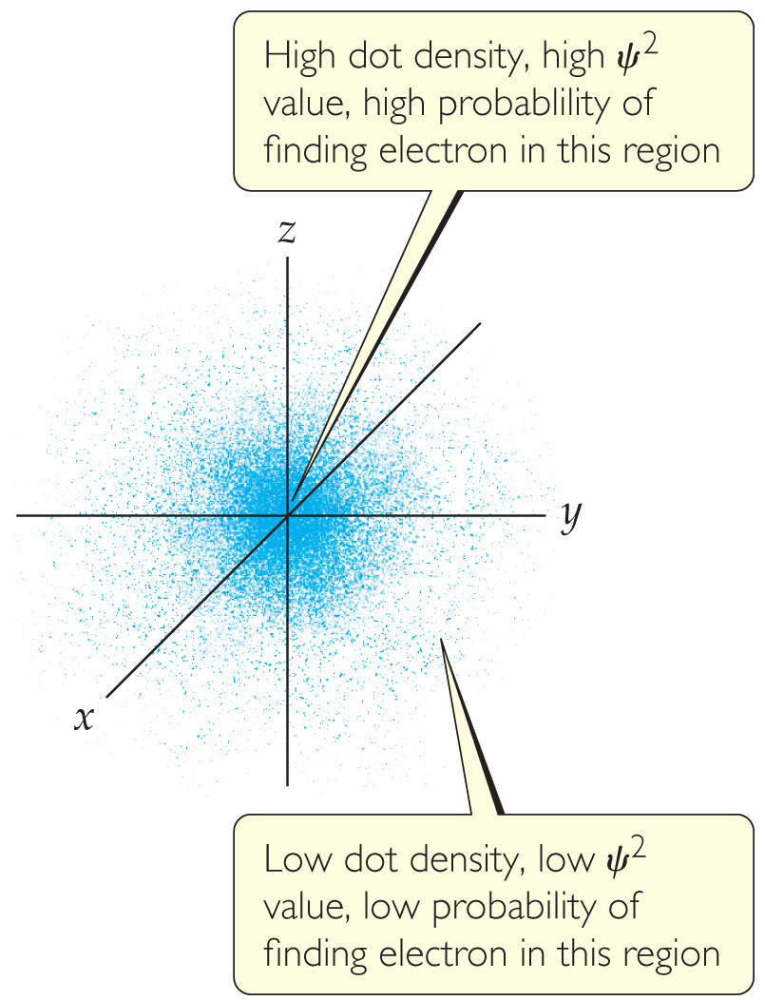 High dot density, high ψ²
value, high probablility of
finding electron in this region
z
y
x
Low dot density, low ψ²
value, low probability of
finding electron in this region